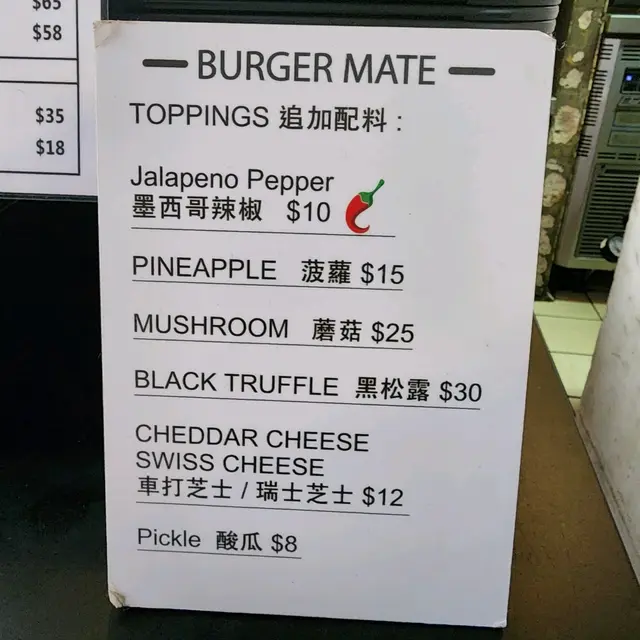 $65
$58
$35
$18
BURGER MATE
TOPPINGS 追加配料 :
Jalapeno Pepper
墨西哥辣椒 $10
PINEAPPLE 菠蘿 $15
MUSHROOM 蘑菇 $25
BLACK TRUFFLE 黑松露 $30
CHEDDAR CHEESE
SWISS CHEESE
車打芝士 / 瑞士芝士 $12
Pickle 酸瓜 $8